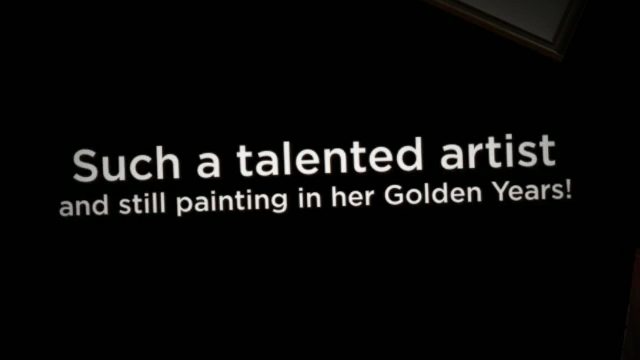 Such a talented artist
and still painting in her Golden Years!